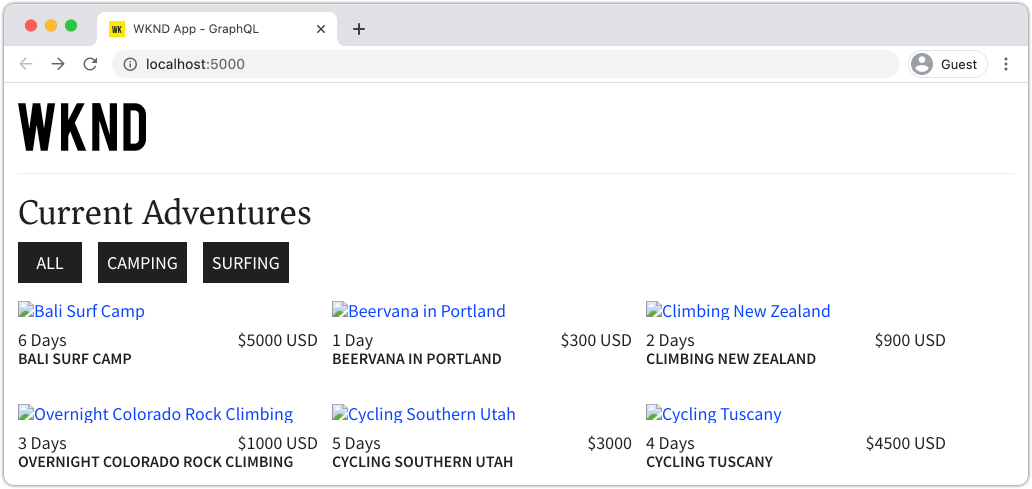 WK WKND App - GraphQL
localhost:5000
Guest
WKND
Current Adventures
ALL CAMPING SURFING
Bali Surf Camp Beervana in Portland Climbing New Zealand
6 Days $5000 USD 1 Day $300 USD 2 Days $900 USD
BALI SURF CAMP BEERVANA IN PORTLAND CLIMBING NEW ZEALAND
Overnight Colorado Rock Climbing Cycling Southern Utah Cycling Tuscany
3 Days $1000 USD 5 Days $3000 4 Days $4500 USD
OVERNIGHT COLORADO ROCK CLIMBING CYCLING SOUTHERN UTAH CYCLING TUSCANY